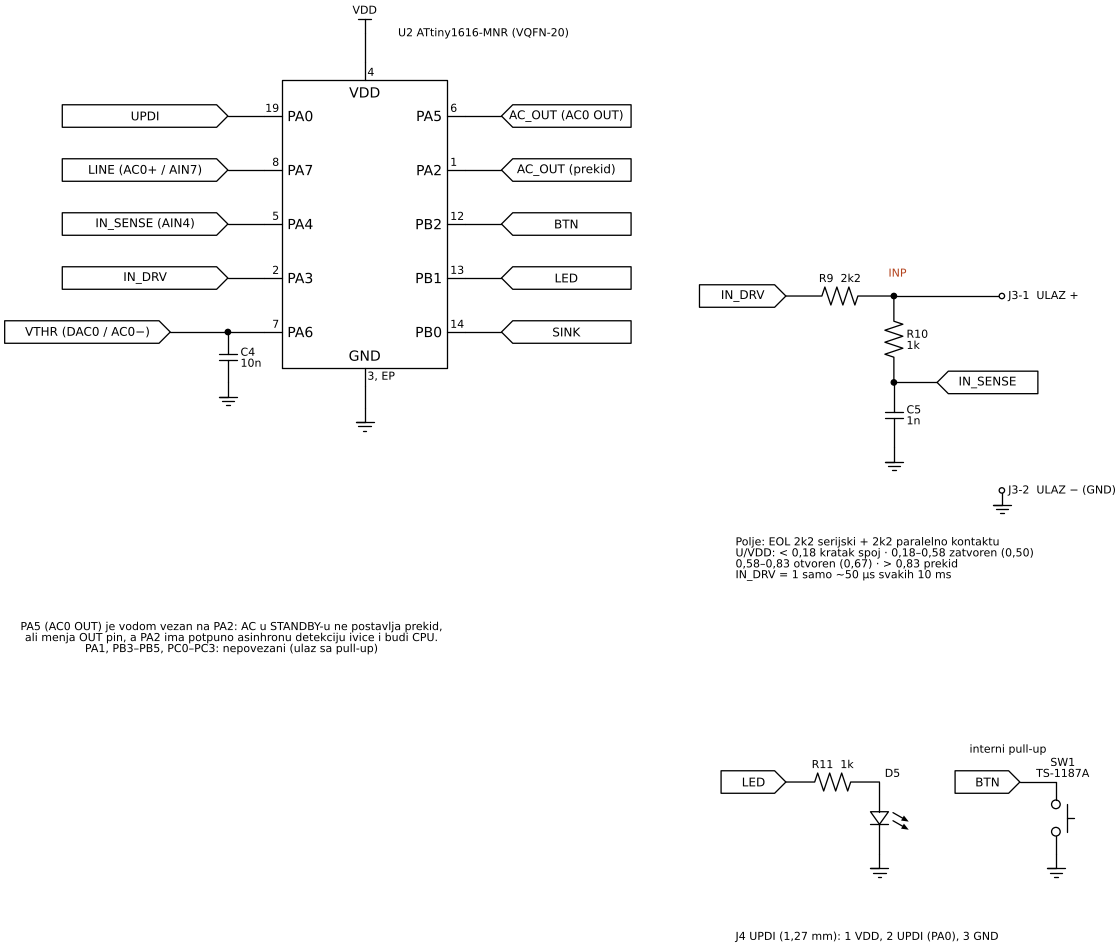 VDD
U2 ATtiny1616-MNR (VQFN-20)
4
VDD
UPDI
19
PA0
PA5
6
AC_OUT (AC0 OUT)
LINE (AC0+ / AIN7)
8
PA7
PA2
1
AC_OUT (prekid)
IN_SENSE (AIN4)
5
PA4
PB2
12
BTN
IN_DRV
2
PA3
PB1
13
LED
VTHR (DAC0 / AC0−)
7
PA6
PB0
14
SINK
C4
10n
GND
3, EP
IN_DRV
R9 2k2
INP
J3-1 ULAZ +
R10
1k
IN_SENSE
C5
1n
J3-2 ULAZ − (GND)
Polje: EOL 2k2 serijski + 2k2 paralelno kontaktu
U/VDD: < 0,18 kratak spoj · 0,18–0,58 zatvoren (0,50)
0,58–0,83 otvoren (0,67) · > 0,83 prekid
IN_DRV = 1 samo ~50 µs svakih 10 ms
PA5 (AC0 OUT) je vodom vezan na PA2: AC u STANDBY-u ne postavlja prekid,
ali menja OUT pin, a PA2 ima potpuno asinhronu detekciju ivice i budi CPU.
PA1, PB3–PB5, PC0–PC3: nepovezani (ulaz sa pull-up)
LED
R11 1k
D5
interni pull-up
SW1
TS-1187A
BTN
J4 UPDI (1,27 mm): 1 VDD, 2 UPDI (PA0), 3 GND